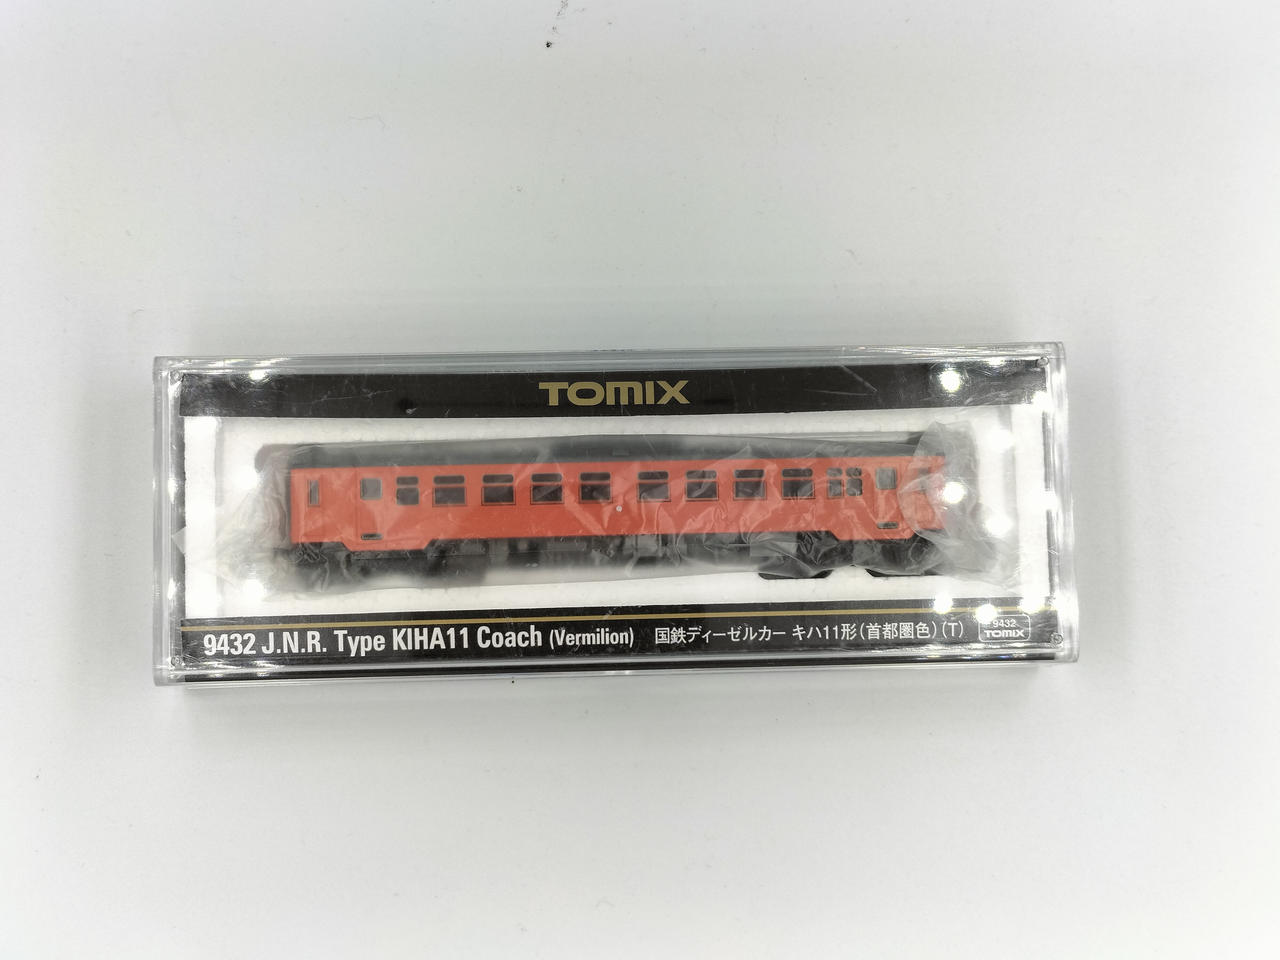 TOMIX
9432 J.N.R. Type KIHA11 Coach (Vermilion) 国鉄ディーゼルカー キハ11形(首都圏色)(T)
9432
TOMIX